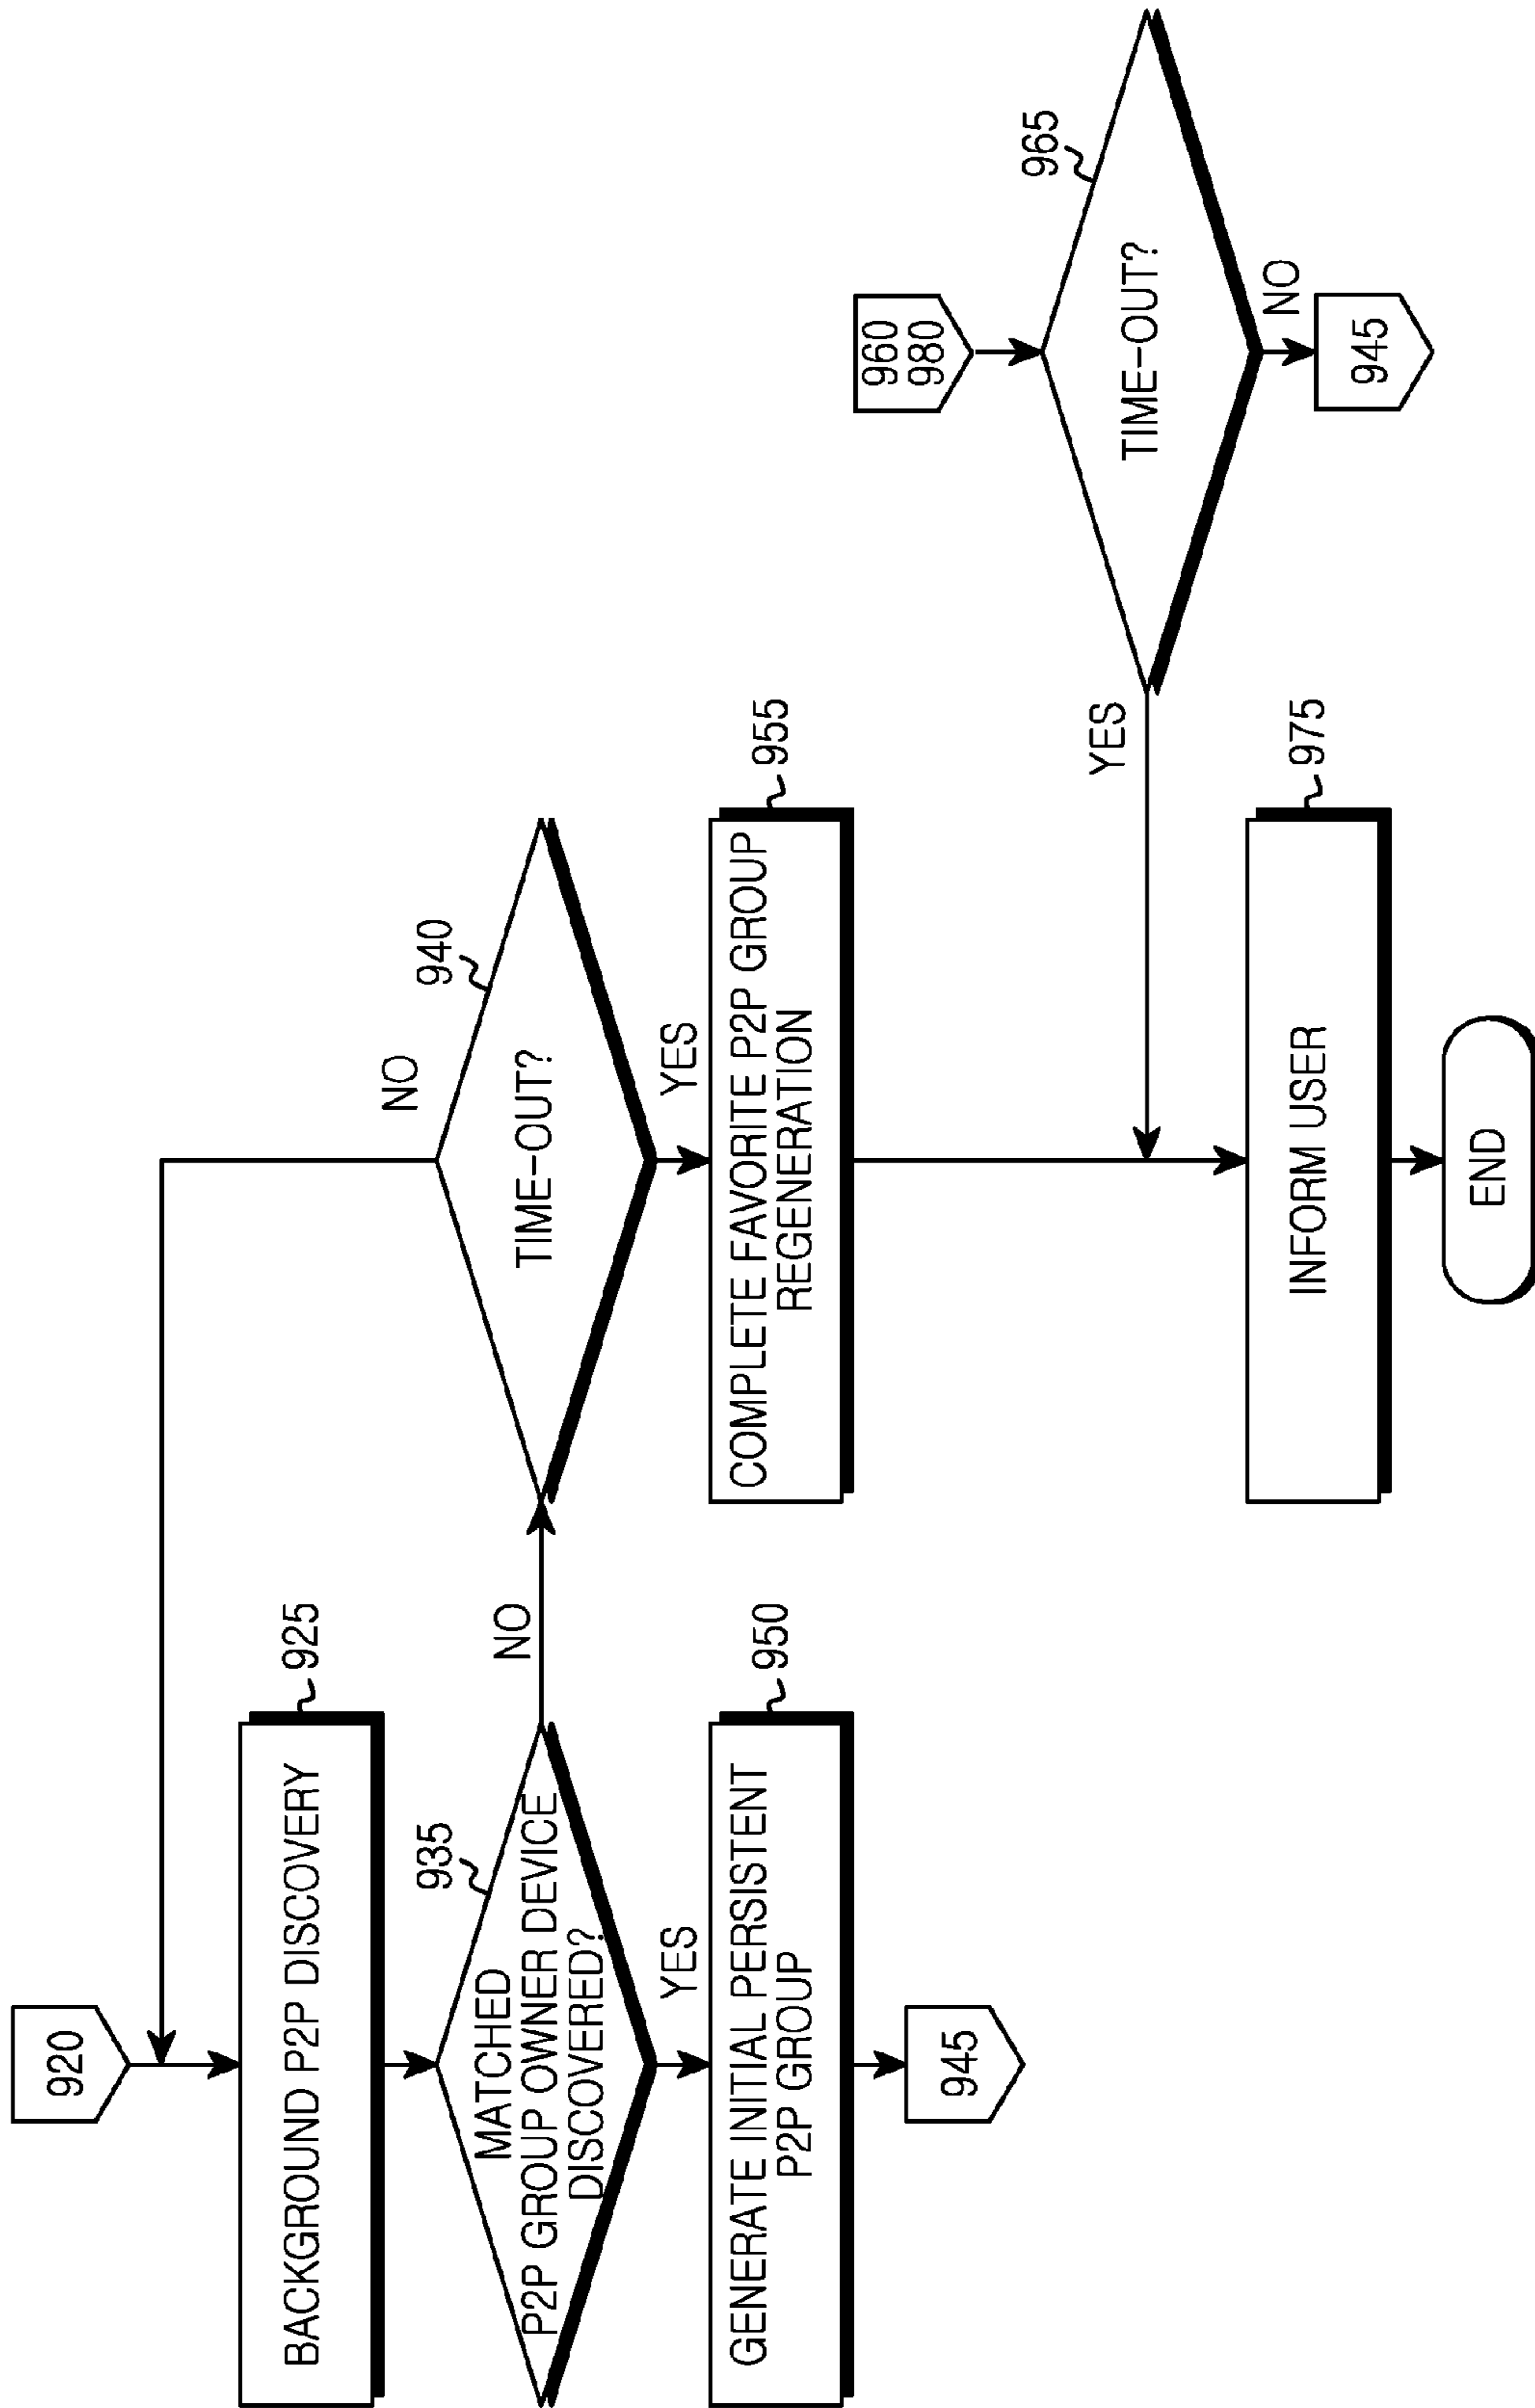 920
BACKGROUND P2P DISCOVERY
925
MATCHED
P2P GROUP OWNER DEVICE
DISCOVERED?
935
NO
YES
GENERATE INITIAL PERSISTENT
P2P GROUP
950
945
NO
940
TIME-OUT?
YES
COMPLETE FAVORITE P2P GROUP
REGENERATION
955
INFORM USER
975
END
960
980
965
TIME-OUT?
YES
NO
945